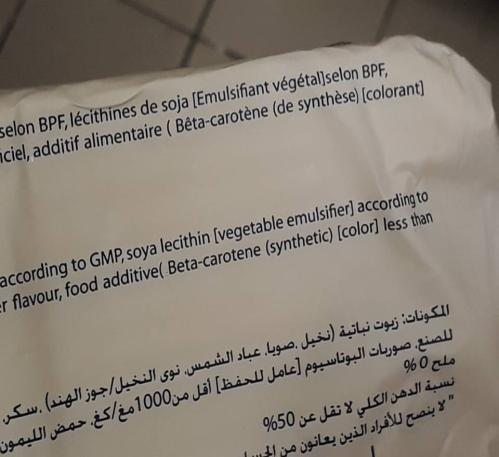 selon BPF, lécithines de soja [Emulsifiant végétal]selon BPF,
iciel, additif alimentaire ( Bêta-carotène (de synthèse) [colorant]
according to GMP, soya lecithin [vegetable emulsifier] according to
er flavour, food additive( Beta-carotene (synthetic) [color] less than
المكونات: زيوت نباتية (نخيل .صويا. عباد الشمس. نوى النخيل/جوز الهند) .سكر.
للصنع. صوربات البوتاسيوم [عامل للحفظ] أقل من1000مغ/كغ. حمض الليمون
ملح 0%
نسبة الدهن الكلي لا تقل عن 50%
" لا ينصح للأفراد الذين يعانون من